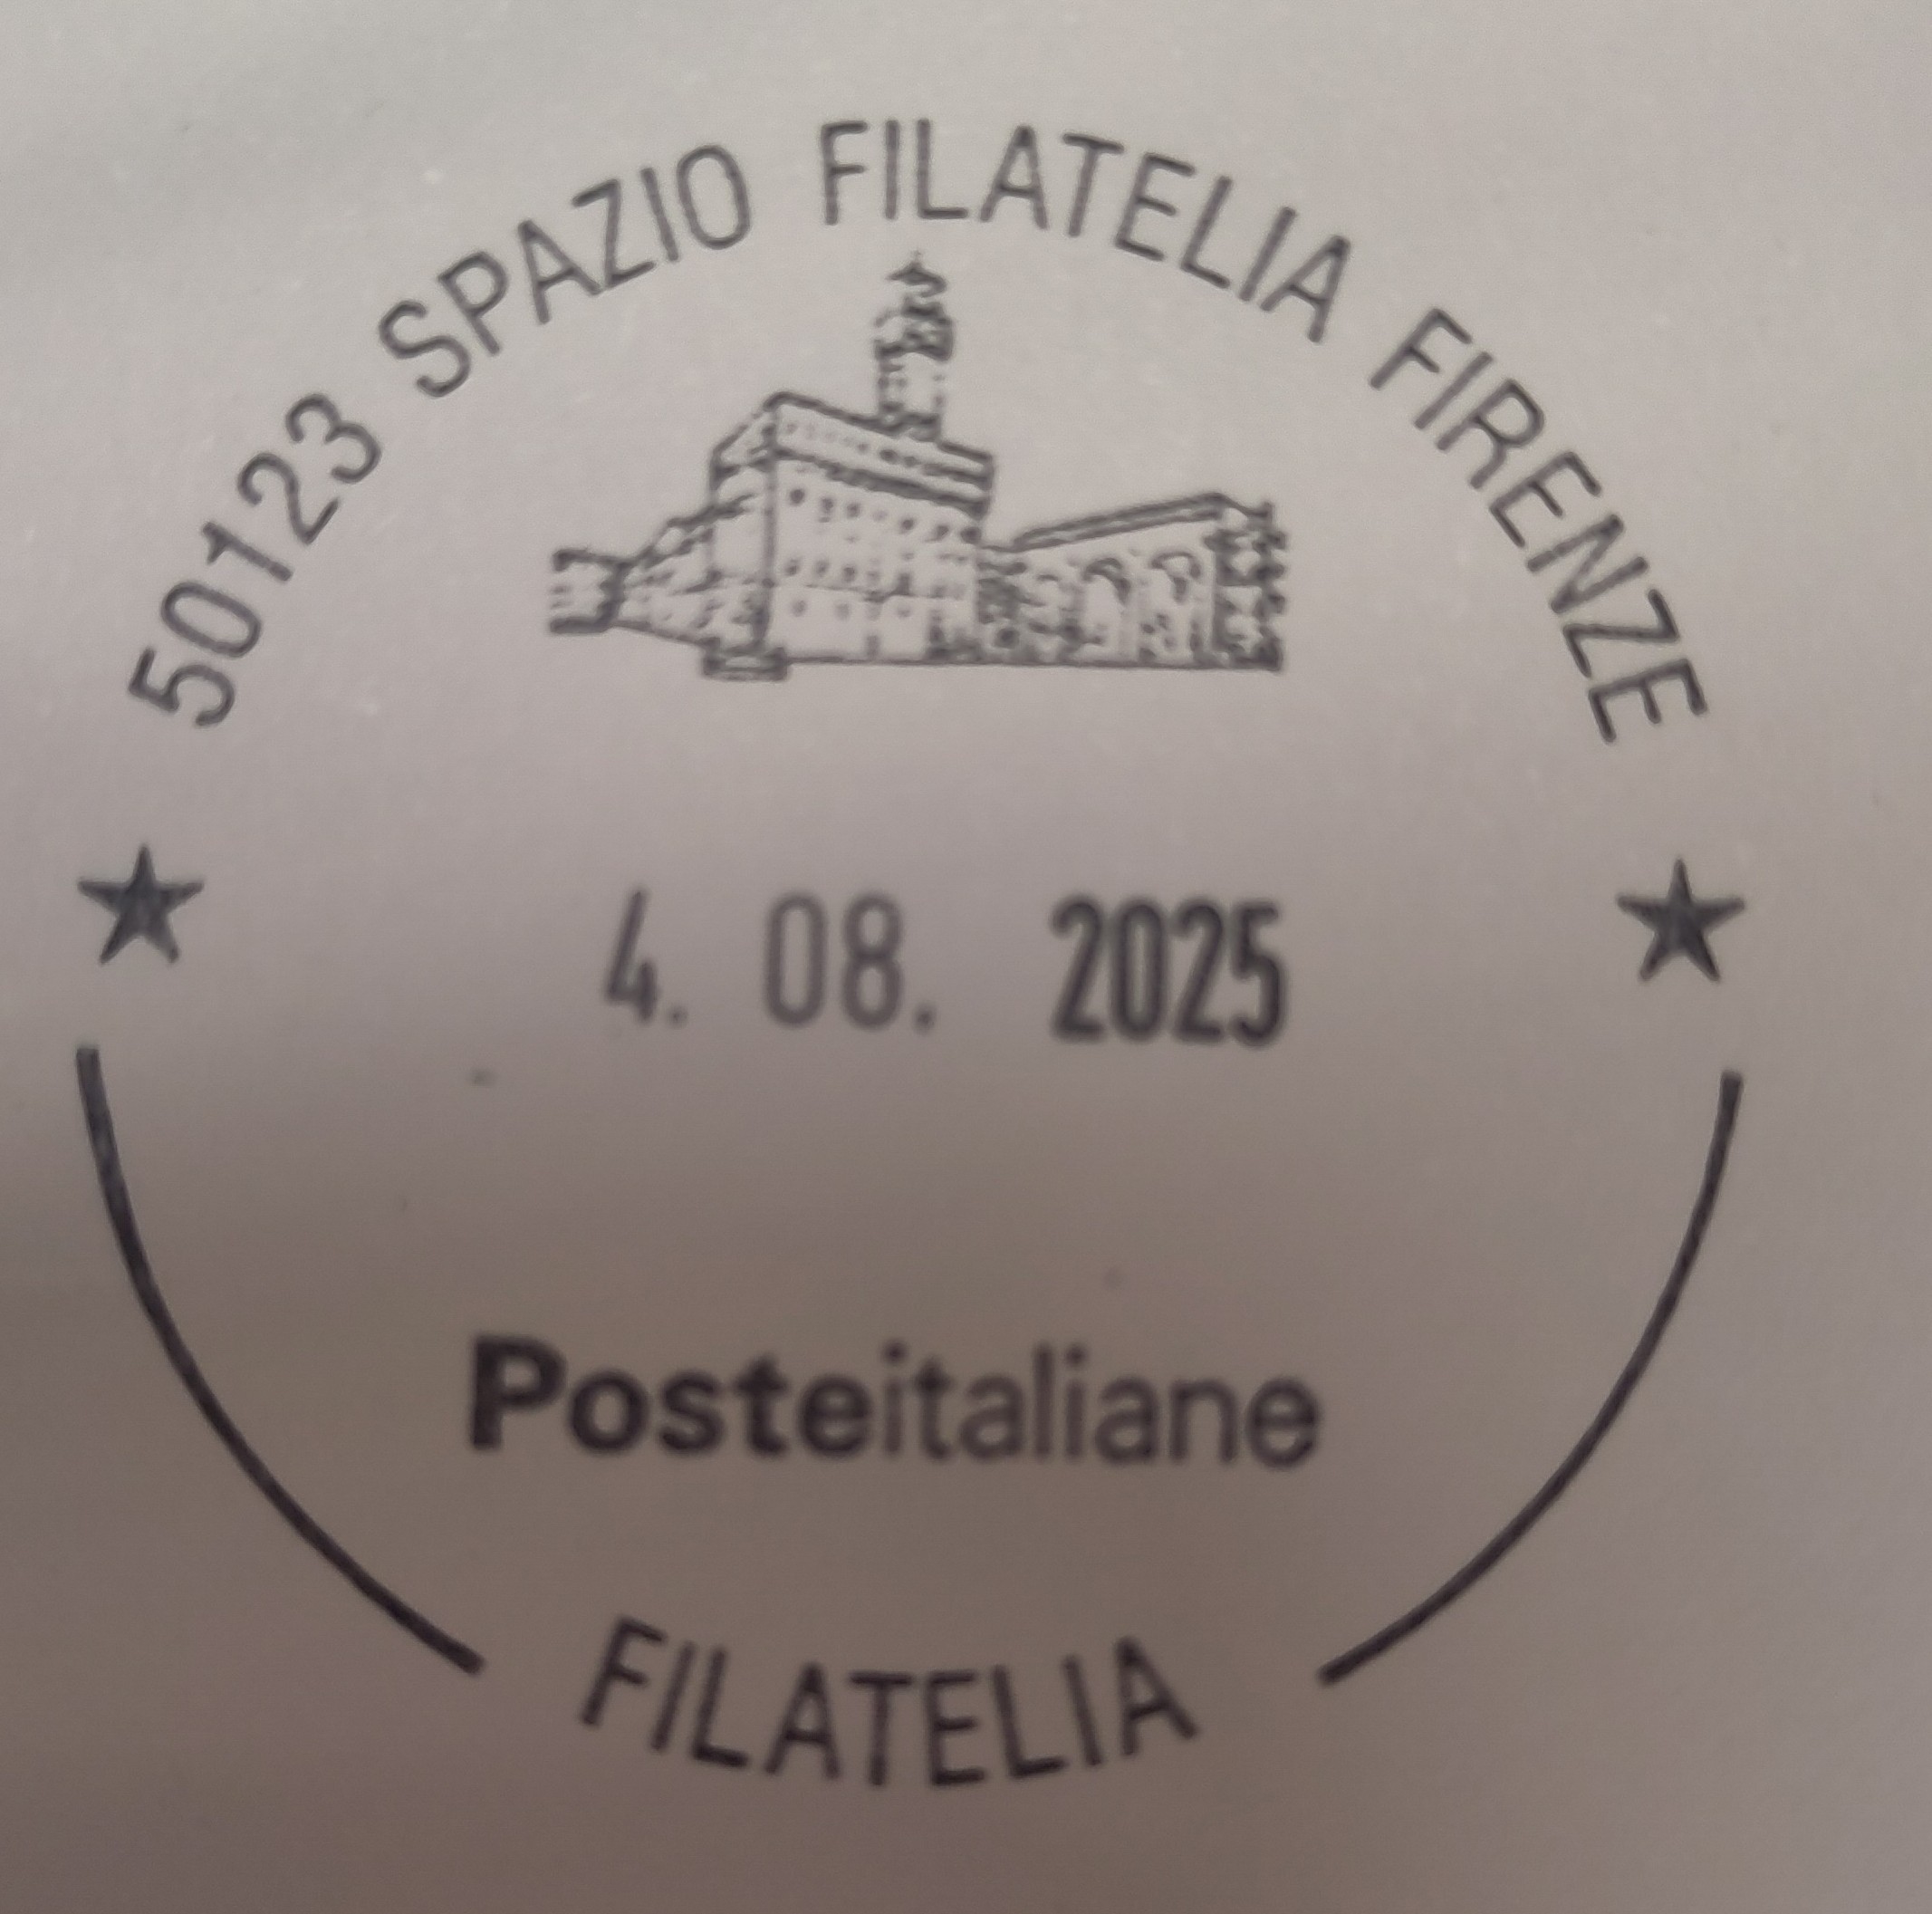 50123 SPAZIO FILATELIA FIRENZE
4. 08. 2025
Posteitaliane
FILATELIA